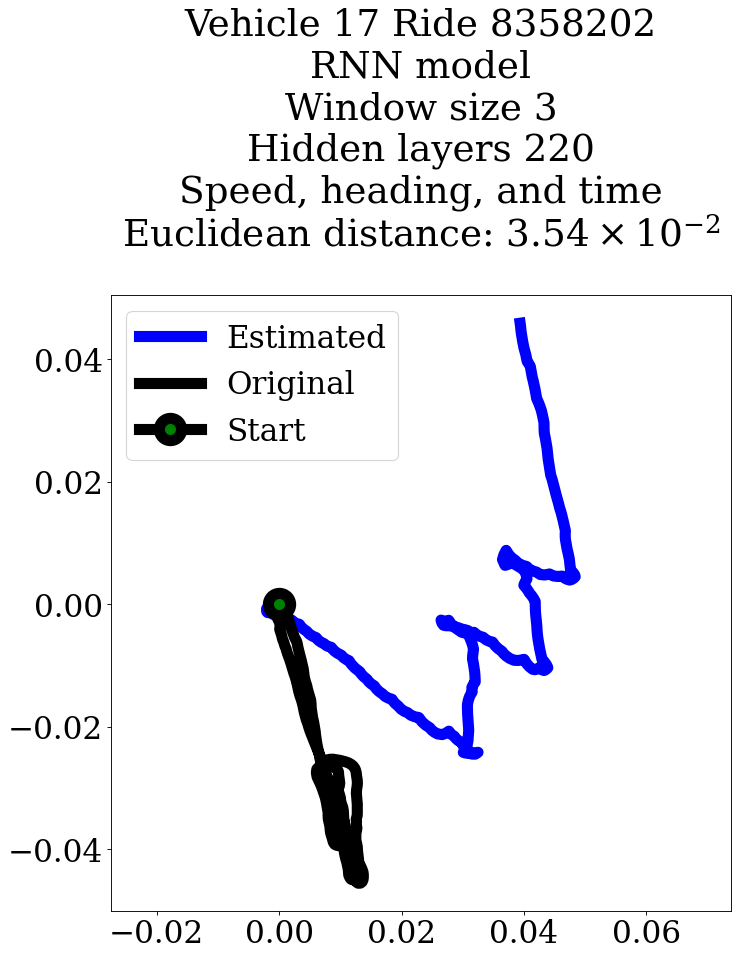 Vehicle 17 Ride 8358202
RNN model
Window size 3
Hidden layers 220
Speed, heading, and time
Euclidean distance: 3.54 × 10⁻²
Estimated
Original
Start
0.04
0.02
0.00
−0.02
−0.04
−0.02 0.00 0.02 0.04 0.06